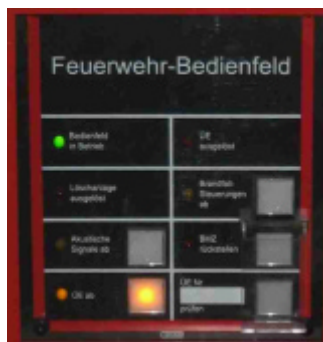 Feuerwehr-Bedienfeld
Bedienfeld
in Betrieb
ÜE
ausgelöst
Löschanlage
ausgelöst
Brandfall
Steuerungen
ab
Akustische
Signale ab
BMZ
rückstellen
ÜE ab
ÜE für
prüfen